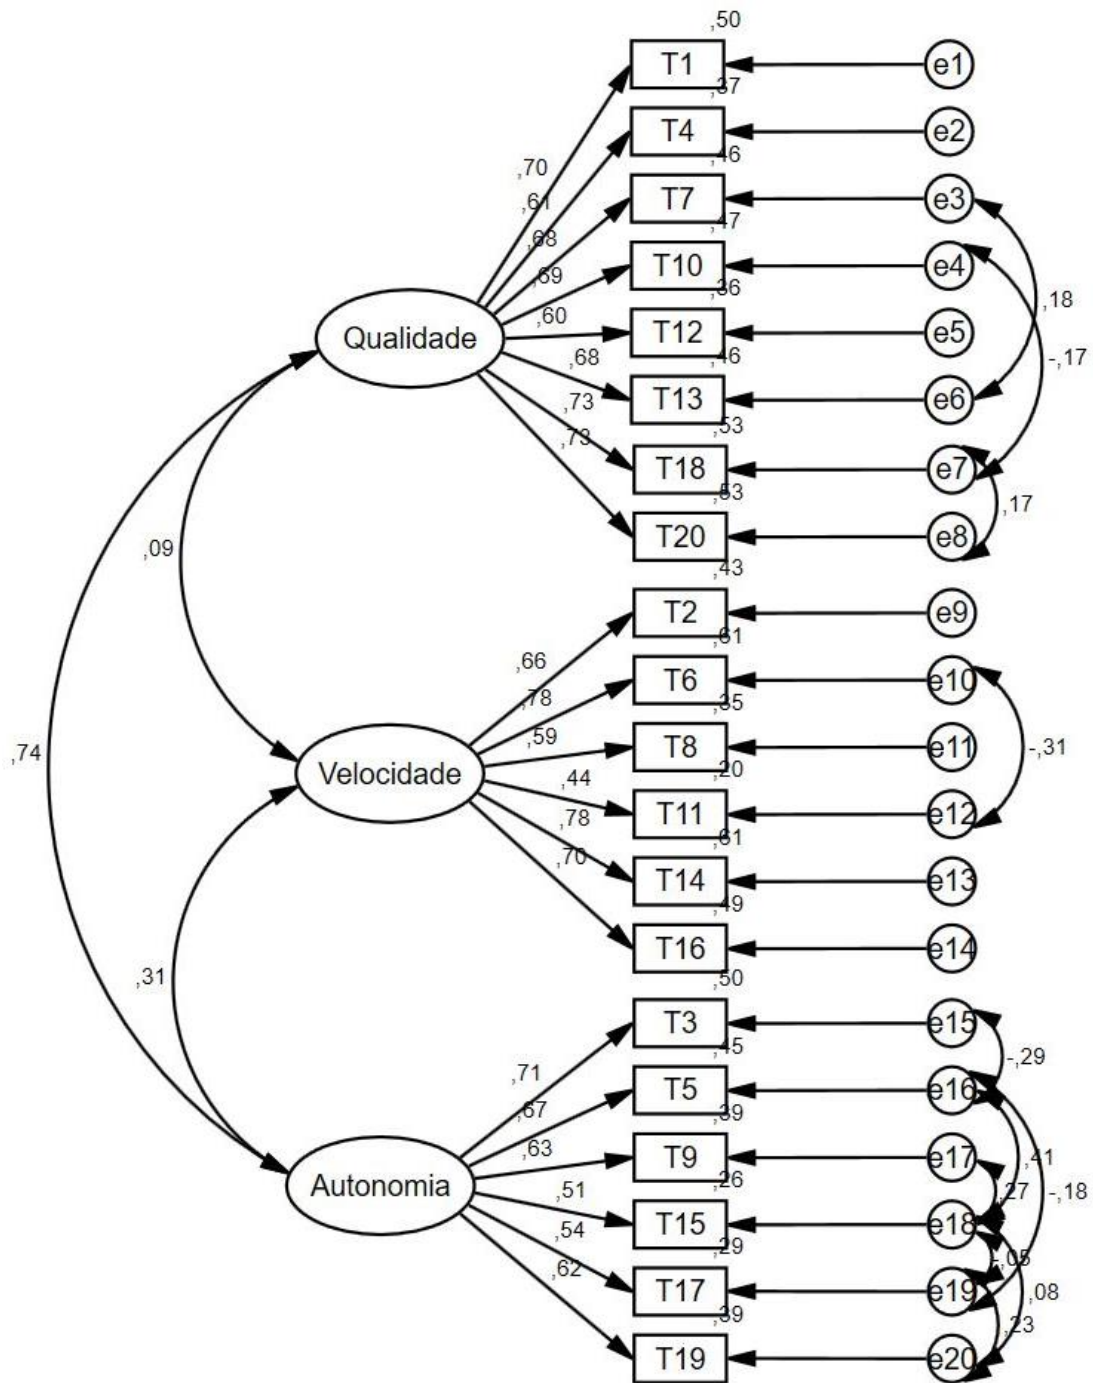 ,50
T1
e1
,37
T4
e2
,46
,70
T7
e3
,61
,47
,68
T10
e4
,69
,36
,18
,60
Qualidade
T12
e5
,46
,68
-,17
T13
e6
,73
,53
,73
T18
e7
,53
,17
T20
e8
,09
,43
T2
e9
,61
,66
T6
e10
,78
,35
,59
T8
e11
-,31
,74
Velocidade
,20
,44
T11
e12
,78
,61
,70
T14
e13
,49
T16
e14
,31
,50
T3
e15
,45
-,29
,71
T5
e16
,67
,39
,63
T9
e17
,41
,26
Autonomia
,51
,27
-,18
T15
e18
,54
,29
-,05
,62
T17
e19
,08
,39
,23
T19
e20